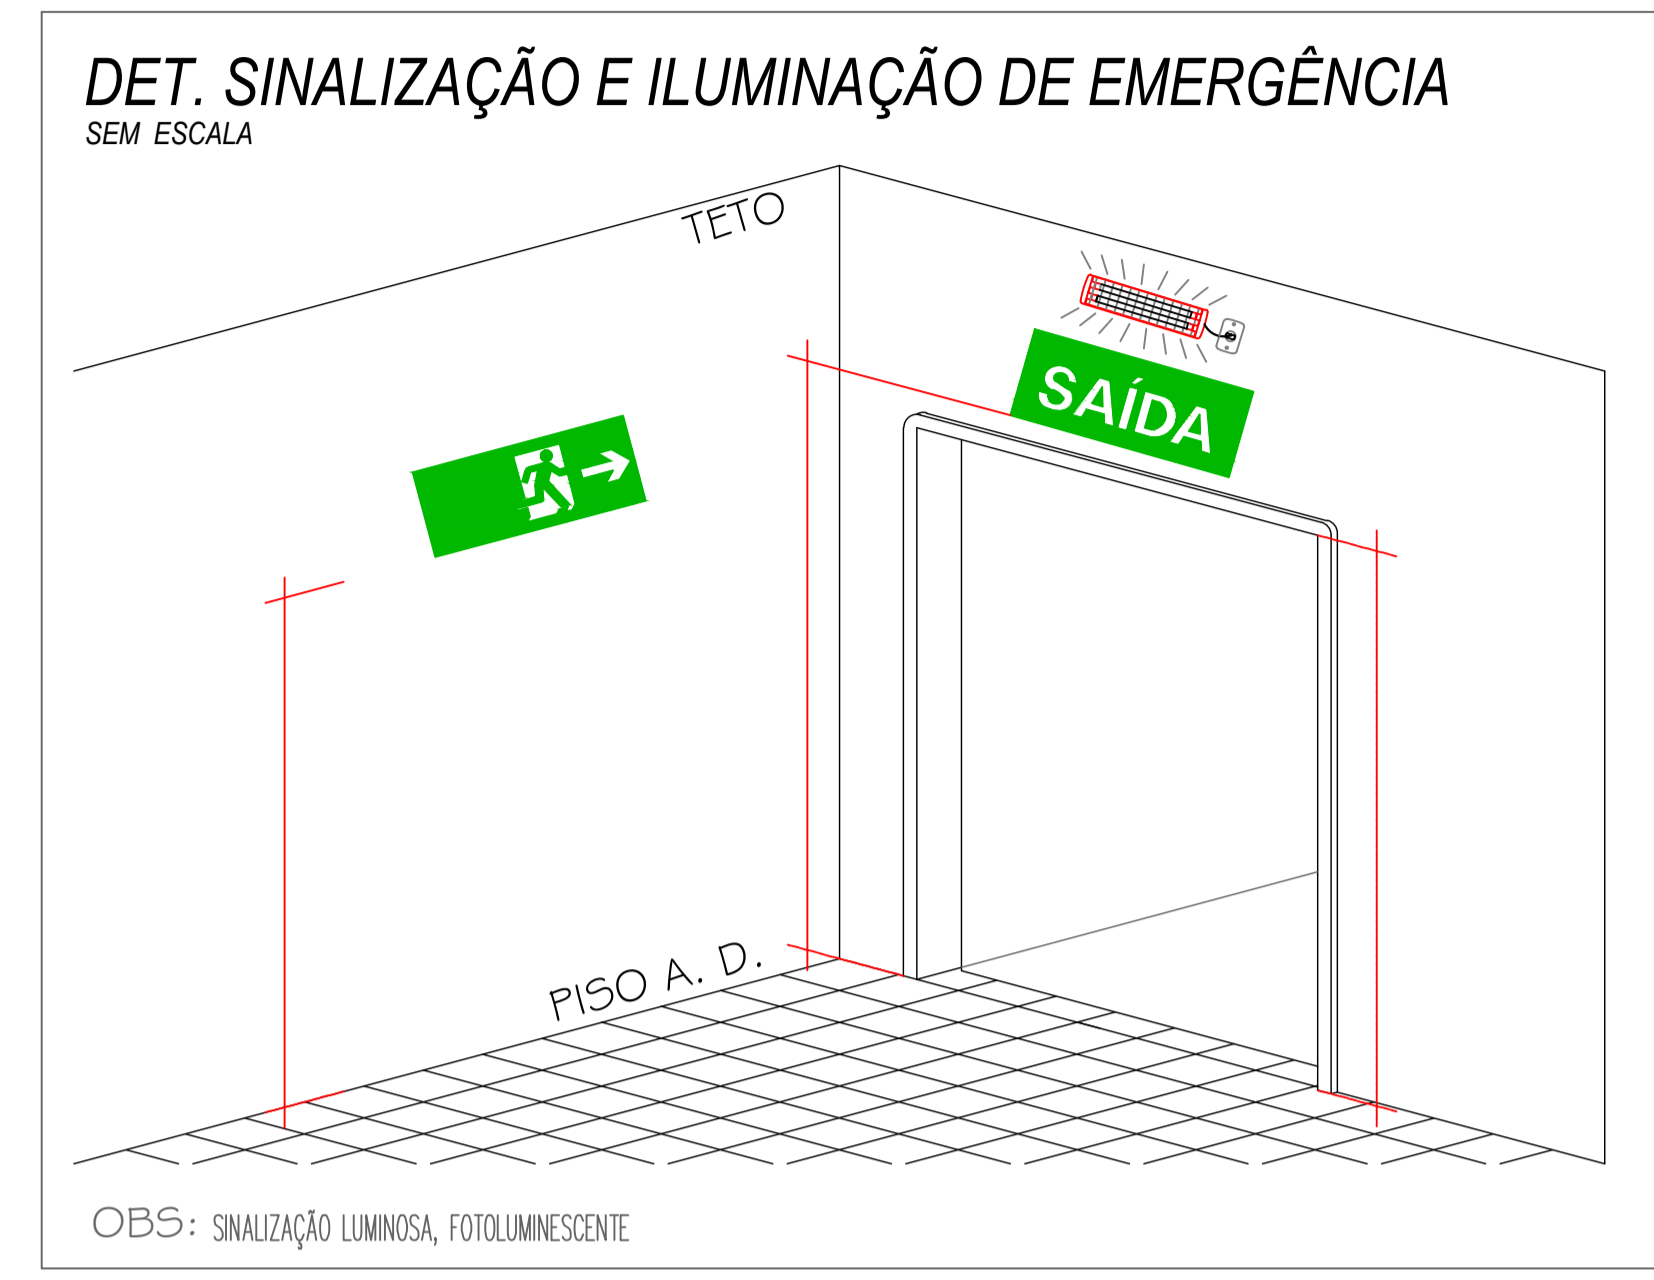 DET. SINALIZAÇÃO E ILUMINAÇÃO DE EMERGÊNCIA
SEM ESCALA
TETO
SAÍDA
PISO A. D.
OBS: SINALIZAÇÃO LUMINOSA, FOTOLUMINESCENTE